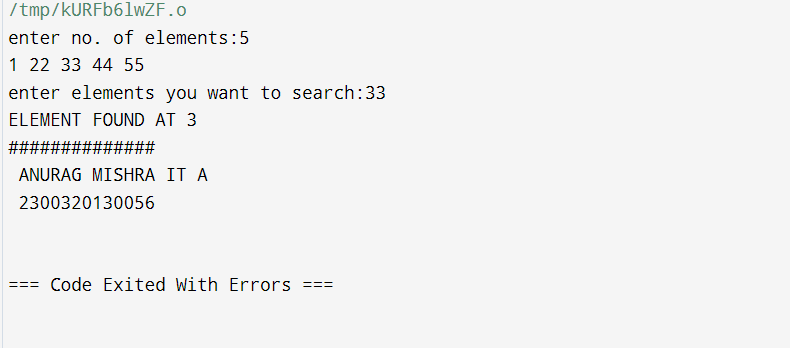 /tmp/kURFb6lwZF.o
enter no. of elements:5
1 22 33 44 55
enter elements you want to search:33
ELEMENT FOUND AT 3
##############
ANURAG MISHRA IT A
2300320130056
=== Code Exited With Errors ===